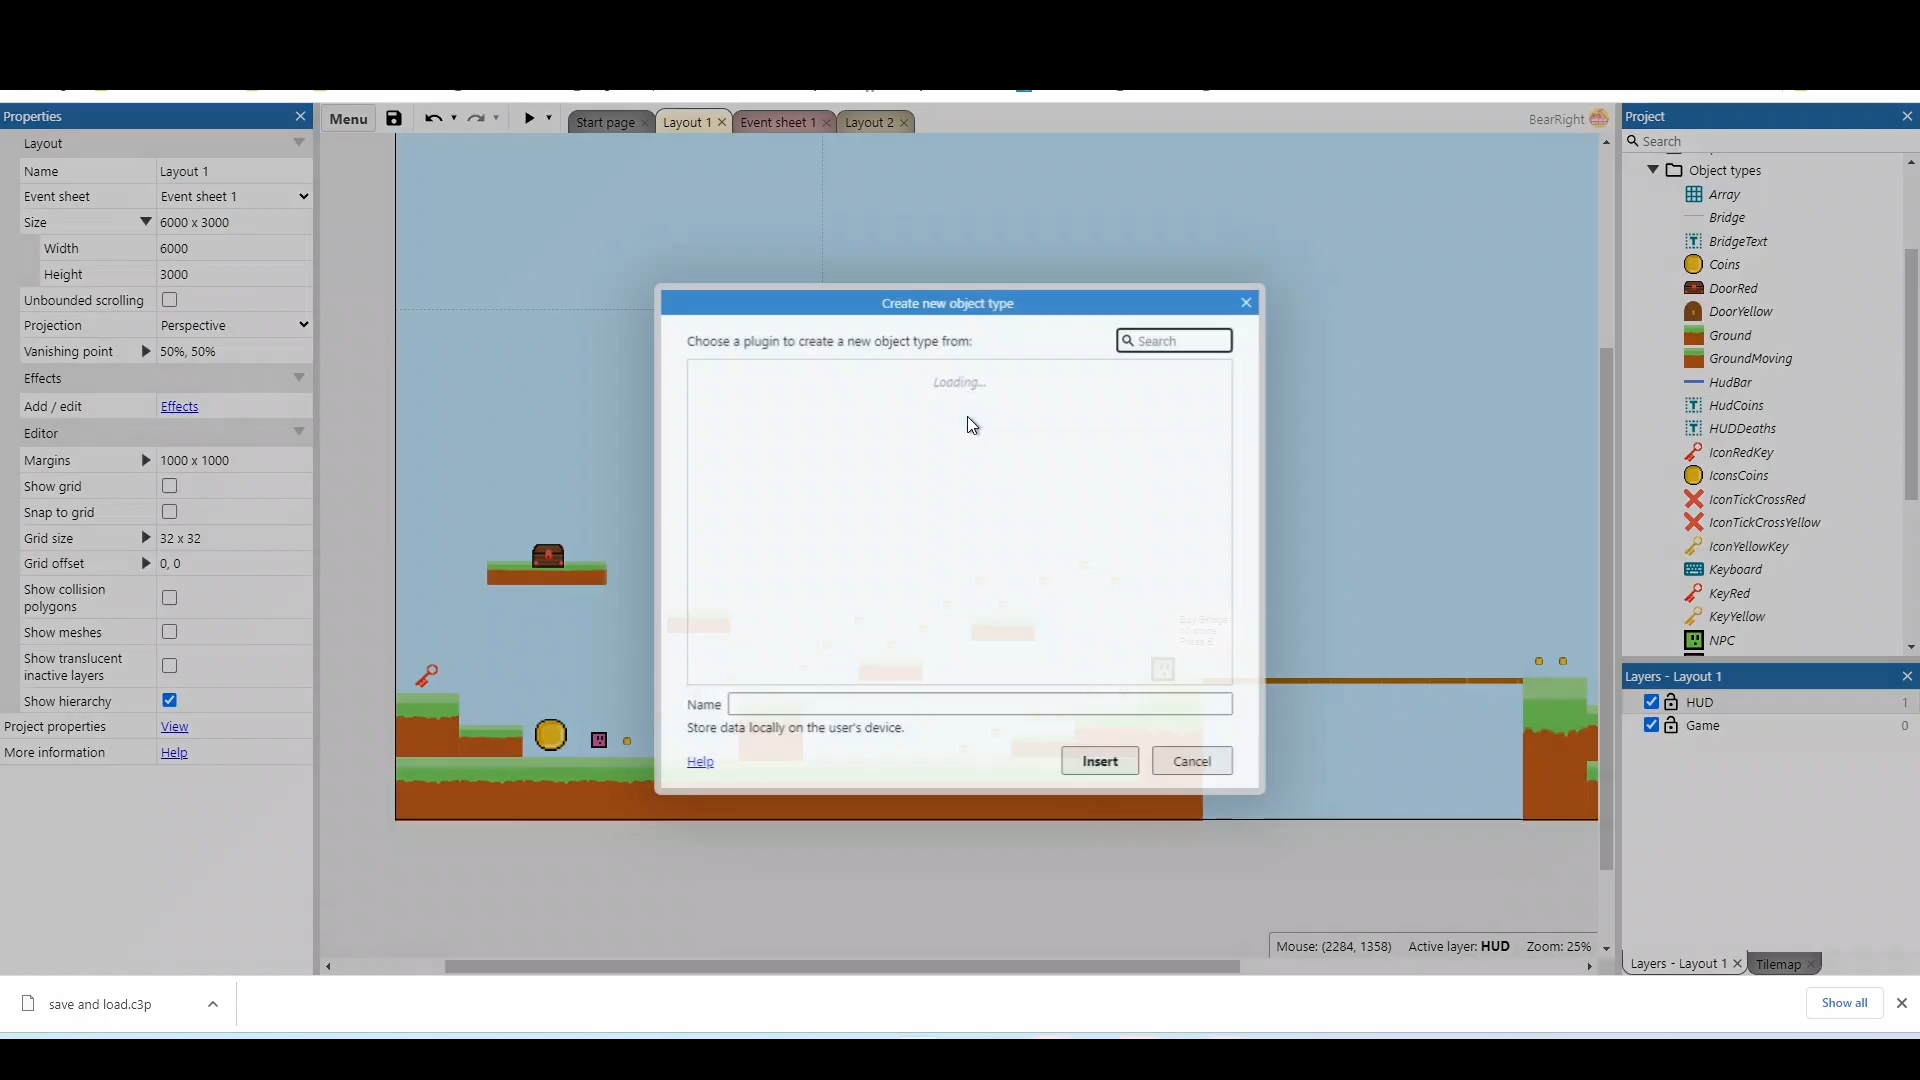 Properties
Layout
Name Layout 1
Event sheet Event sheet 1
Size 6000 x 3000
Width 6000
Height 3000
Unbounded scrolling
Projection Perspective
Vanishing point 50%, 50%
Effects
Add / edit Effects
Editor
Margins 1000 x 1000
Show grid
Snap to grid
Grid size 32 x 32
Grid offset 0, 0
Show collision
polygons
Show meshes
Show translucent
inactive layers
Show hierarchy
Project properties View
More information Help
Menu
Start page
Layout 1
Event sheet 1
Layout 2
BearRight
Create new object type
Choose a plugin to create a new object type from:
Search
Loading...
Buy Bridge
10 coins
Press E
Name
Store data locally on the user's device.
Help
Insert
Cancel
Mouse: (2284, 1358) Active layer: HUD Zoom: 25%
Project
Search
Object types
Array
Bridge
BridgeText
Coins
DoorRed
DoorYellow
Ground
GroundMoving
HudBar
HudCoins
HUDDeaths
IconRedKey
IconsCoins
IconTickCrossRed
IconTickCrossYellow
IconYellowKey
Keyboard
KeyRed
KeyYellow
NPC
Layers - Layout 1
HUD 1
Game 0
Layers - Layout 1
Tilemap
save and load.c3p
Show all